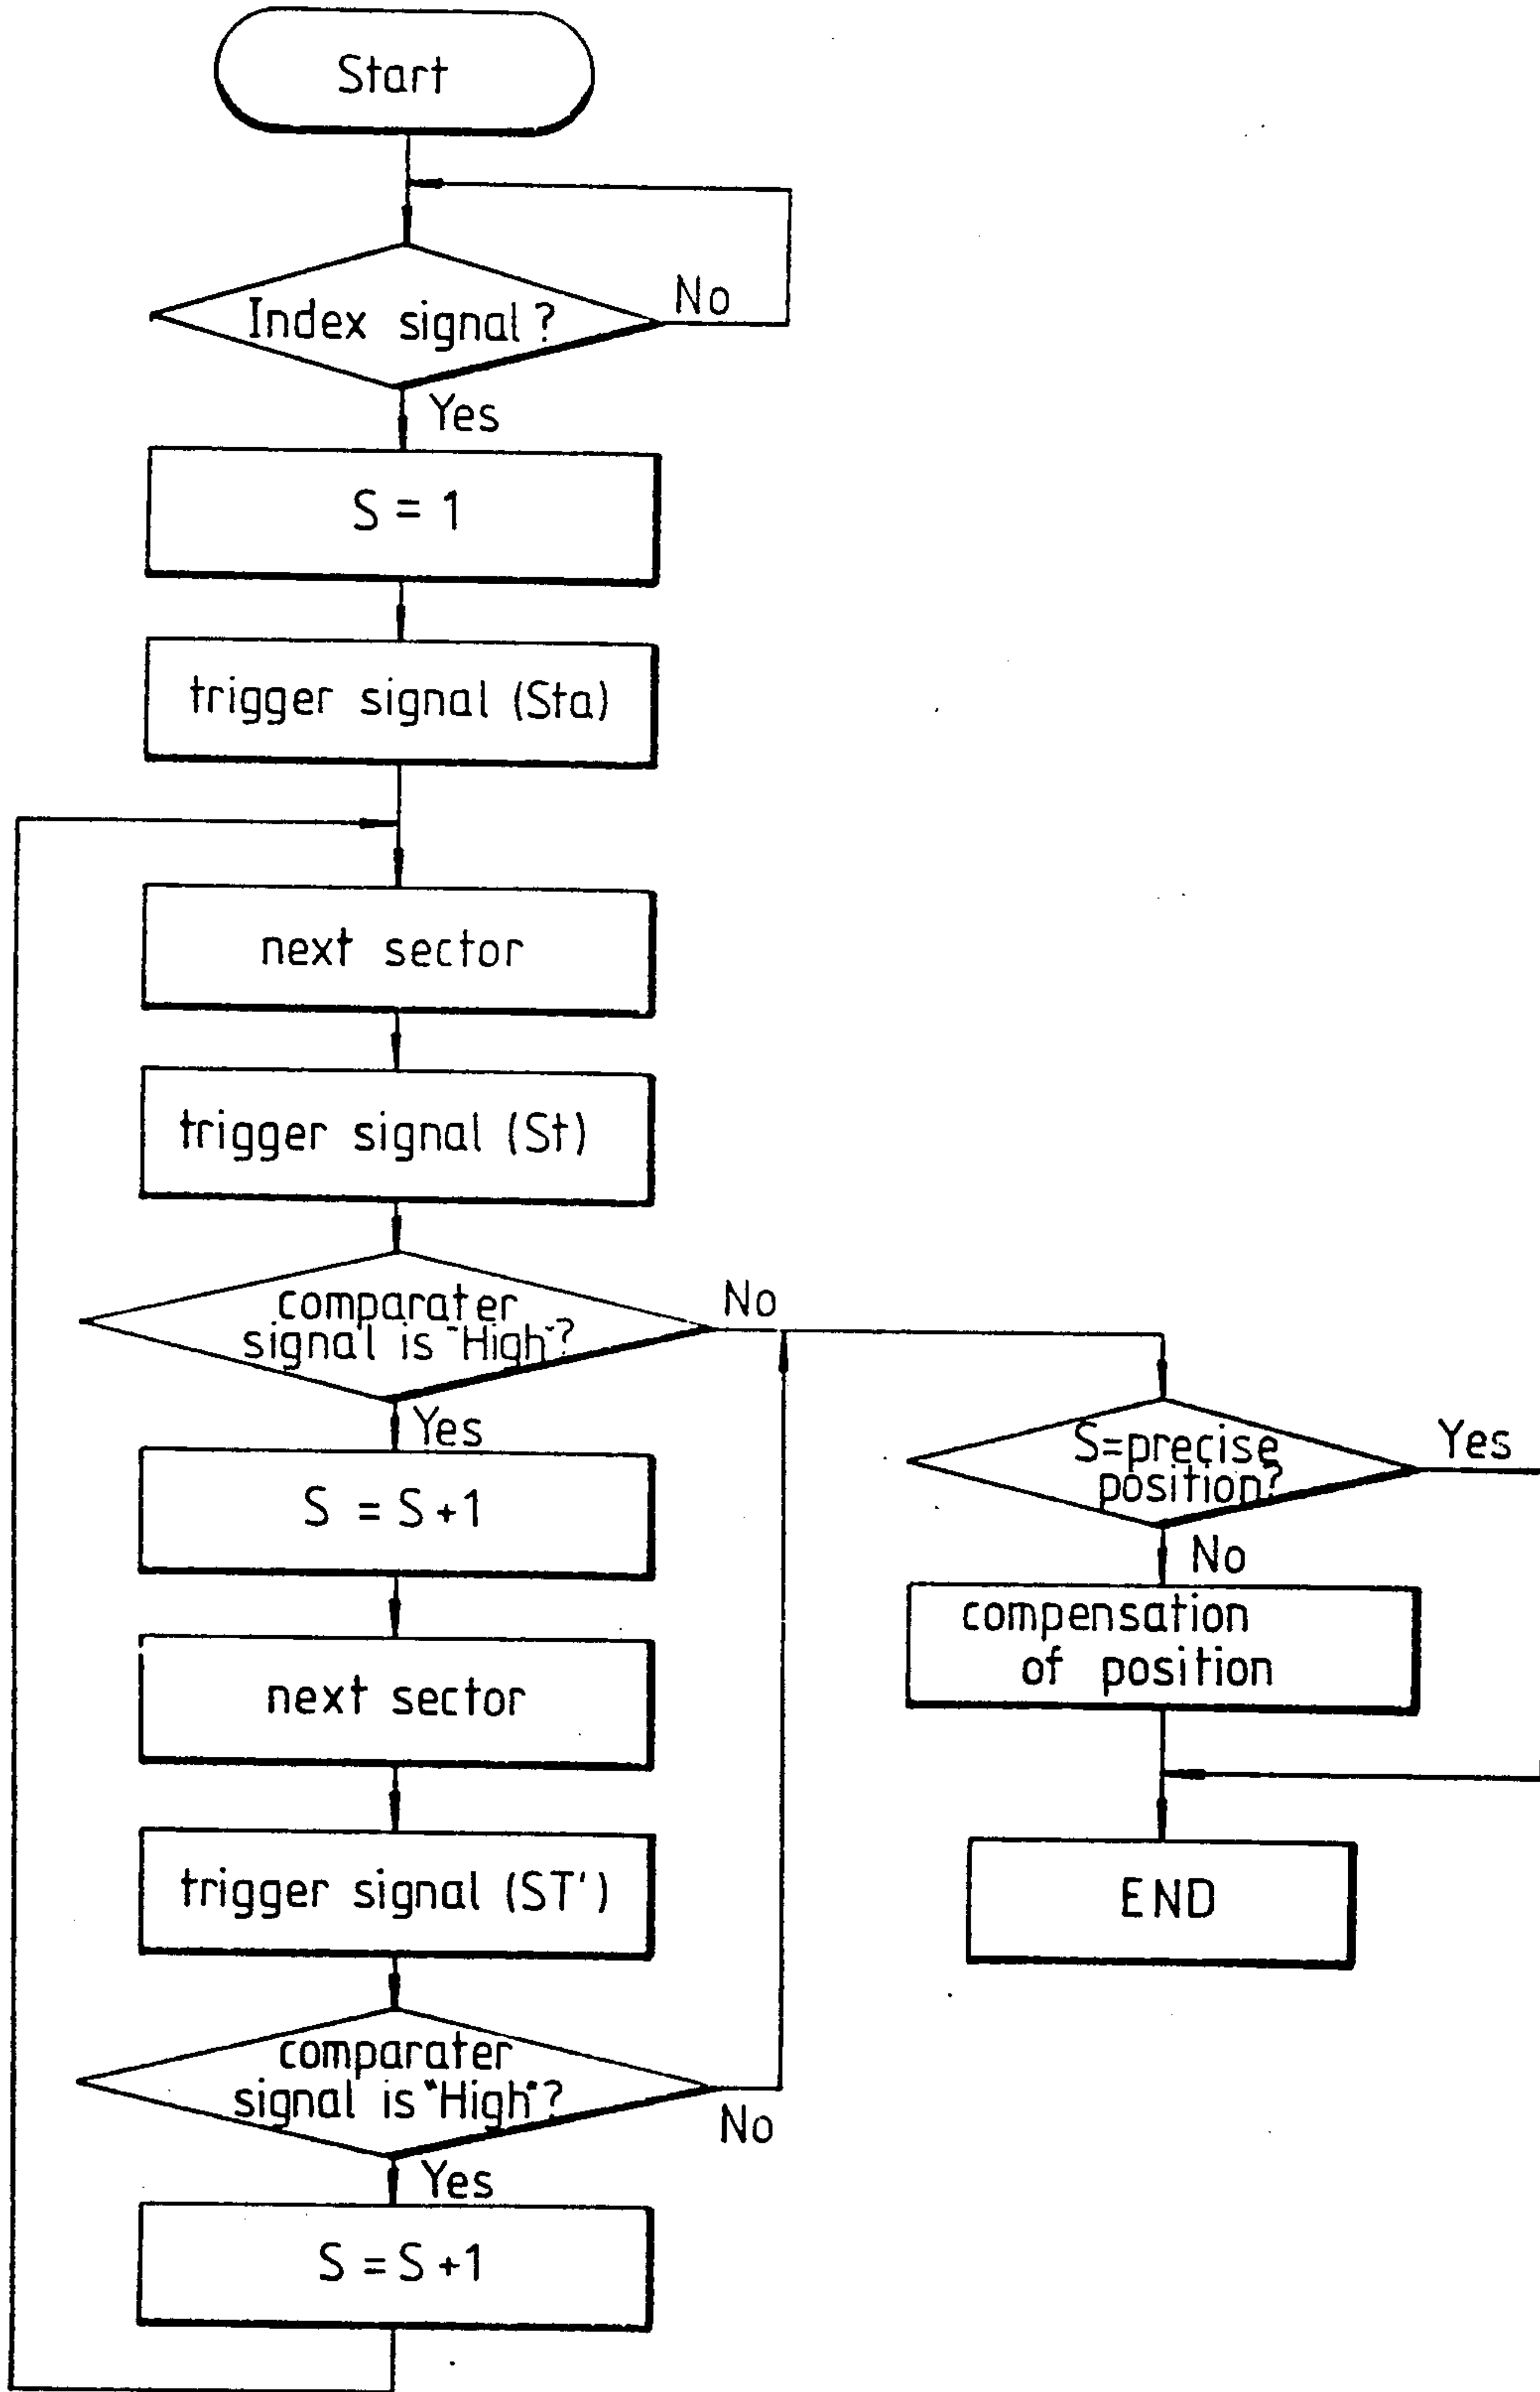 Start
Index signal?
No
Yes
S = 1
trigger signal (Sta)
next sector
trigger signal (St)
comparater
signal is "High"?
No
Yes
S = S+1
next sector
trigger signal (ST')
comparater
signal is "High"?
No
Yes
S = S+1
S=precise
position?
Yes
No
compensation
of position
END